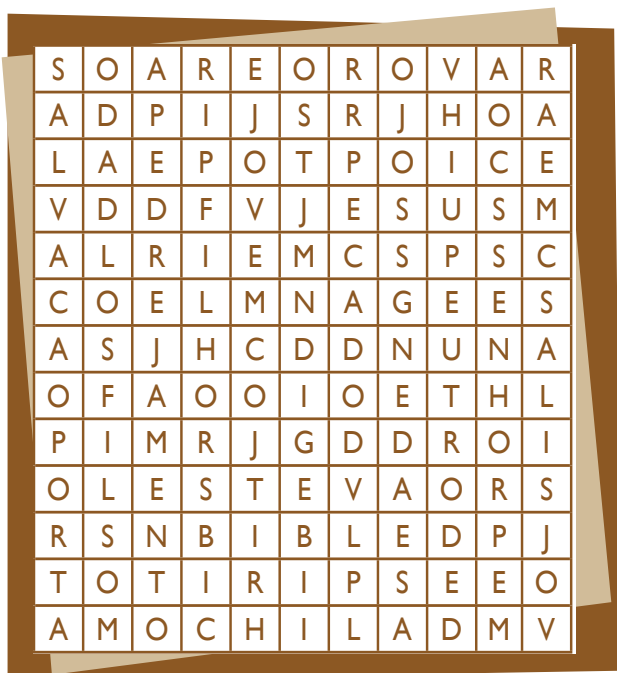 S O A R E O R O V A R
A D P I J S R J H O A
L A E P O T P O I C E
V D D F V J E S U S M
A L R I E M C S P S C
C O E L M N A G E E S
A S J H C D D N U N A
O F A O O I O E T H L
P I M R J G D D R O I
O L E S T E V A O R S
R S N B I B L E D P J
T O T I R I P S E E O
A M O C H I L A D M V